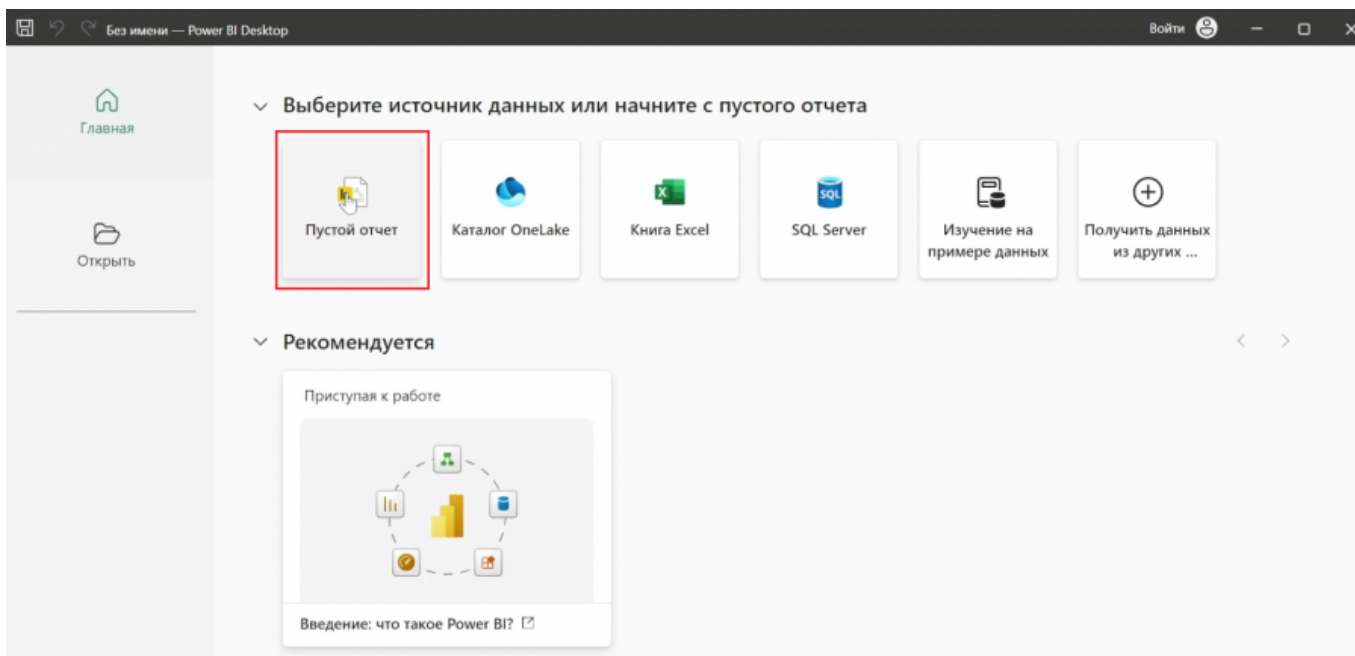 Без имени — Power BI Desktop
Войти
Главная
Открыть
Выберите источник данных или начните с пустого отчета
Пустой отчет
Каталог OneLake
Книга Excel
SQL
SQL Server
Изучение на
примере данных
Получить данных
из других ...
Рекомендуется
Приступая к работе
Введение: что такое Power BI?